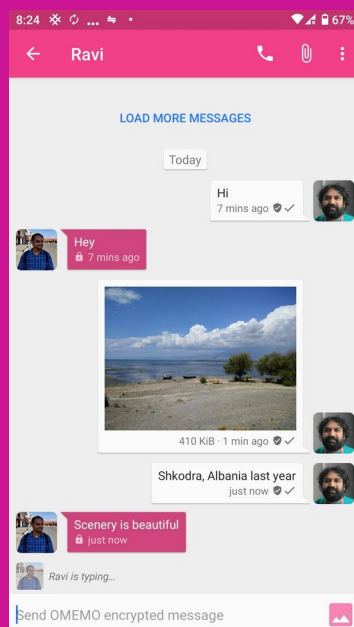 8:24 ... 67%
Ravi
LOAD MORE MESSAGES
Today
Hi
7 mins ago
Hey
7 mins ago
410 KiB · 1 min ago
Shkodra, Albania last year
just now
Scenery is beautiful
just now
Ravi is typing...
Send OMEMO encrypted message